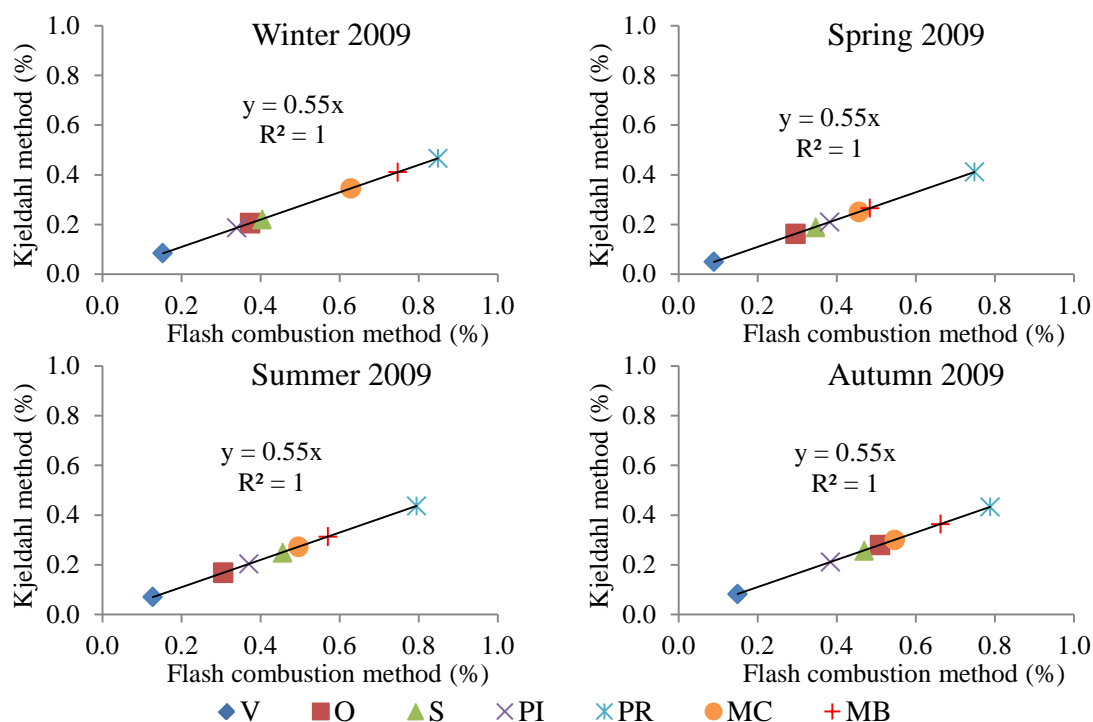 Winter 2009
Kjeldahl method (%)
1.0
0.8
0.6
0.4
0.2
0.0
y = 0.55x
R² = 1
0.0 0.2 0.4 0.6 0.8 1.0
Flash combustion method (%)
Spring 2009
Kjeldahl method (%)
1.0
0.8
0.6
0.4
0.2
0.0
y = 0.55x
R² = 1
0.0 0.2 0.4 0.6 0.8 1.0
Flash combustion method (%)
Summer 2009
Kjeldahl method (%)
1.0
0.8
0.6
0.4
0.2
0.0
y = 0.55x
R² = 1
0.0 0.2 0.4 0.6 0.8 1.0
Flash combustion method (%)
Autumn 2009
Kjeldahl method (%)
1.0
0.8
0.6
0.4
0.2
0.0
y = 0.55x
R² = 1
0.0 0.2 0.4 0.6 0.8 1.0
Flash combustion method (%)
V O S PI PR MC MB